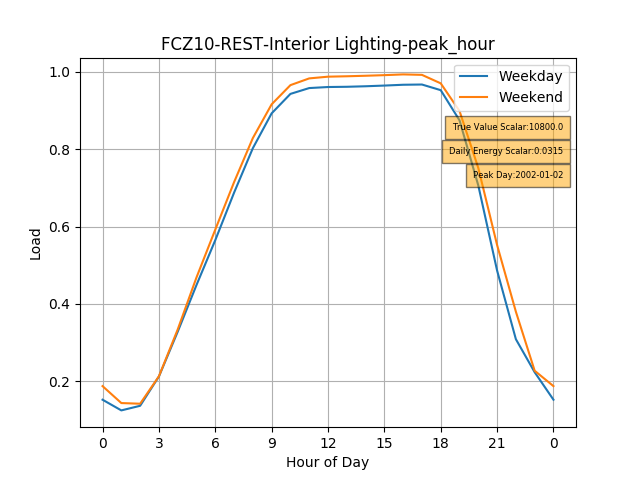 FCZ10-REST-Interior Lighting-peak_hour
1.0
0.8
0.6
0.4
0.2
Load
Weekday
Weekend
True Value Scalar:10800.0
Daily Energy Scalar:0.0315
Peak Day:2002-01-02
0 3 6 9 12 15 18 21 0
Hour of Day